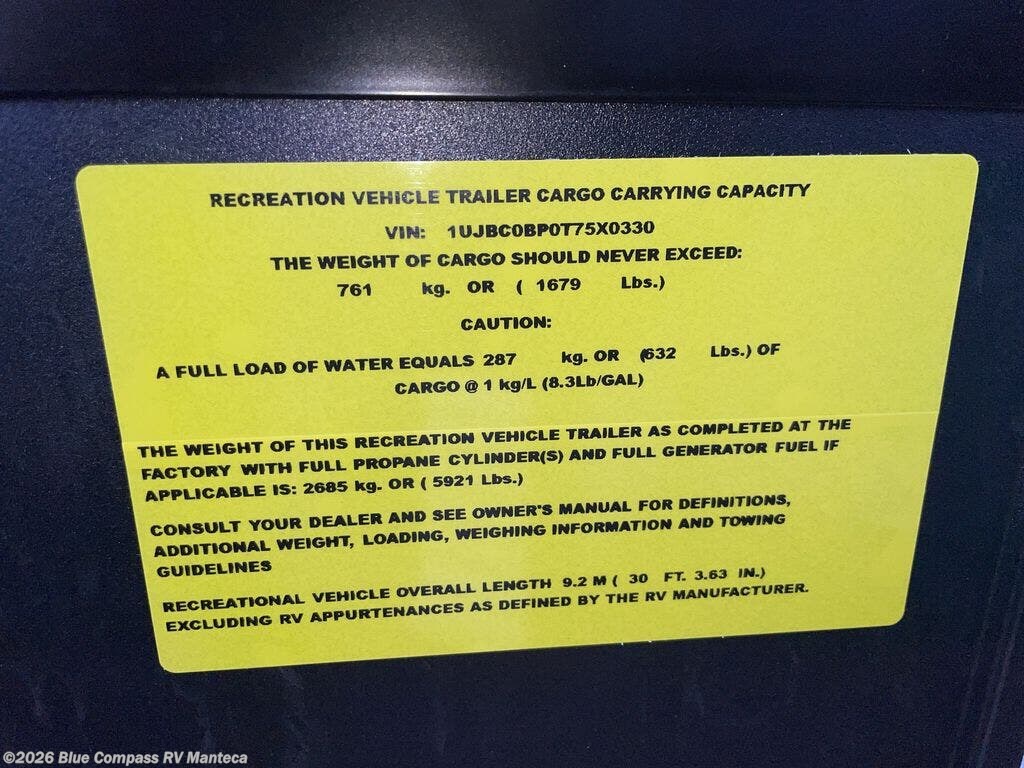 RECREATION VEHICLE TRAILER CARGO CARRYING CAPACITY
VIN: 1UJBC0BP0T75X0330
THE WEIGHT OF CARGO SHOULD NEVER EXCEED:
761 kg. OR ( 1679 Lbs.)
CAUTION:
A FULL LOAD OF WATER EQUALS 287 kg. OR (632 Lbs.) OF
CARGO @ 1 kg/L (8.3Lb/GAL)
THE WEIGHT OF THIS RECREATION VEHICLE TRAILER AS COMPLETED AT THE
FACTORY WITH FULL PROPANE CYLINDER(S) AND FULL GENERATOR FUEL IF
APPLICABLE IS: 2685 kg. OR ( 5921 Lbs.)
CONSULT YOUR DEALER AND SEE OWNER'S MANUAL FOR DEFINITIONS,
ADDITIONAL WEIGHT, LOADING, WEIGHING INFORMATION AND TOWING
GUIDELINES
RECREATIONAL VEHICLE OVERALL LENGTH 9.2 M ( 30 FT. 3.63 IN.)
EXCLUDING RV APPURTENANCES AS DEFINED BY THE RV MANUFACTURER.
©2026 Blue Compass RV Manteca